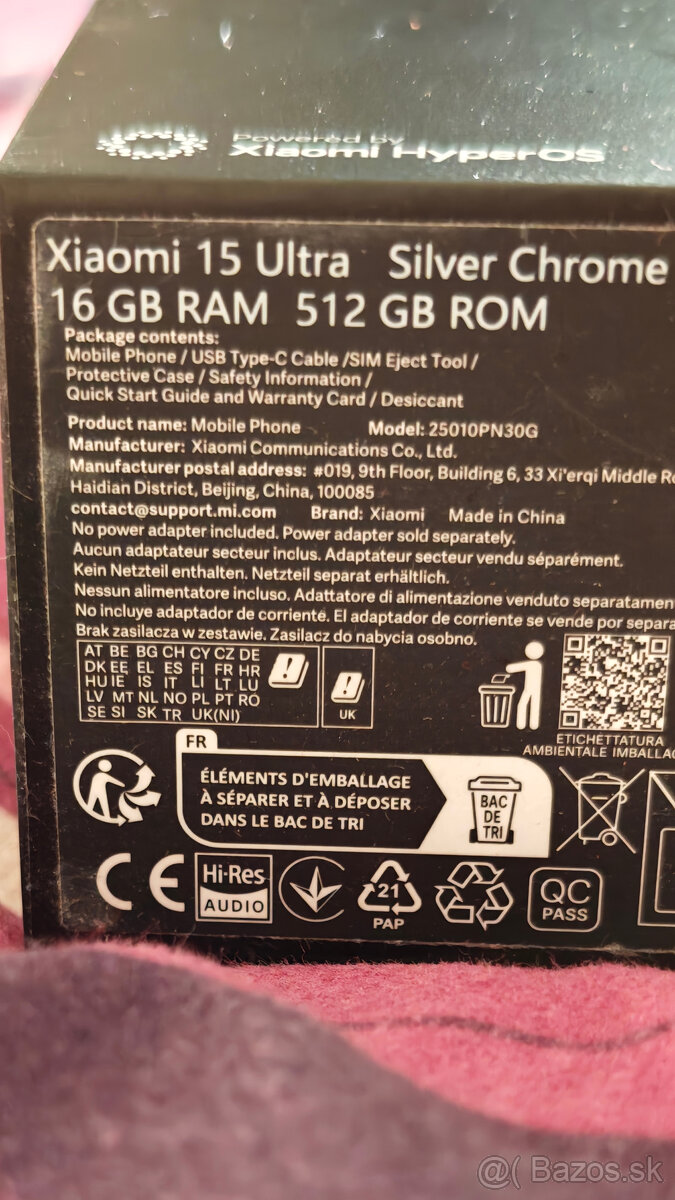 Powered by
Xiaomi HyperOS
Xiaomi 15 Ultra Silver Chrome
16 GB RAM 512 GB ROM
Package contents:
Mobile Phone / USB Type-C Cable /SIM Eject Tool /
Protective Case / Safety Information /
Quick Start Guide and Warranty Card / Desiccant
Product name: Mobile Phone Model: 25010PN30G
Manufacturer: Xiaomi Communications Co., Ltd.
Manufacturer postal address: #019, 9th Floor, Building 6, 33 Xi'erqi Middle
Haidian District, Beijing, China, 100085
contact@support.mi.com Brand: Xiaomi Made in China
No power adapter included. Power adapter sold separately.
Aucun adaptateur secteur inclus. Adaptateur secteur vendu séparément.
Kein Netzteil enthalten. Netzteil separat erhältlich.
Nessun alimentatore incluso. Adattatore di alimentazione venduto separatamen
No incluye adaptador de corriente. El adaptador de corriente se vende por separa
Brak zasilacza w zestawie. Zasilacz do nabycia osobno.
AT BE BG CH CY CZ DE
DK EE EL ES FI FR HR
HU IE IS IT LI LT LU
LV MT NL NO PL PT RO
SE SI SK TR UK(NI)
UK
ETICHETTATURA
AMBIENTALE IMBALLAG
FR
ÉLÉMENTS D'EMBALLAGE
À SÉPARER ET À DÉPOSER
DANS LE BAC DE TRI
BAC
DE
TRI
CE
Hi-Res
AUDIO
21
PAP
QC
PASS
@( Bazos.sk